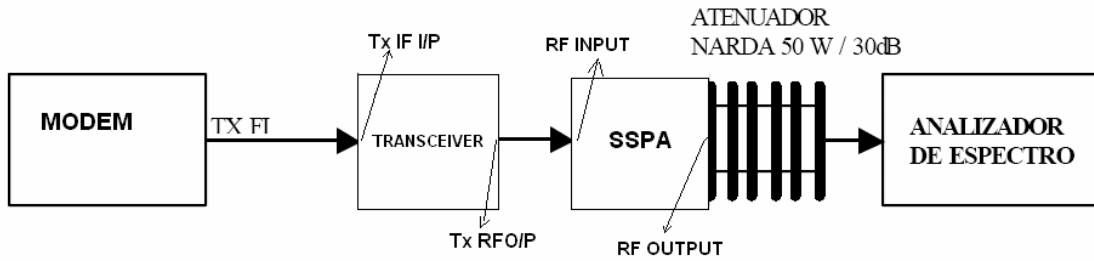 ATENUADOR
NARDA 50 W / 30dB
Tx IF I/P
RF INPUT
MODEM
TX FI
TRANSCEIVER
SSPA
ANALIZADOR
DE ESPECTRO
Tx RFO/P
RF OUTPUT